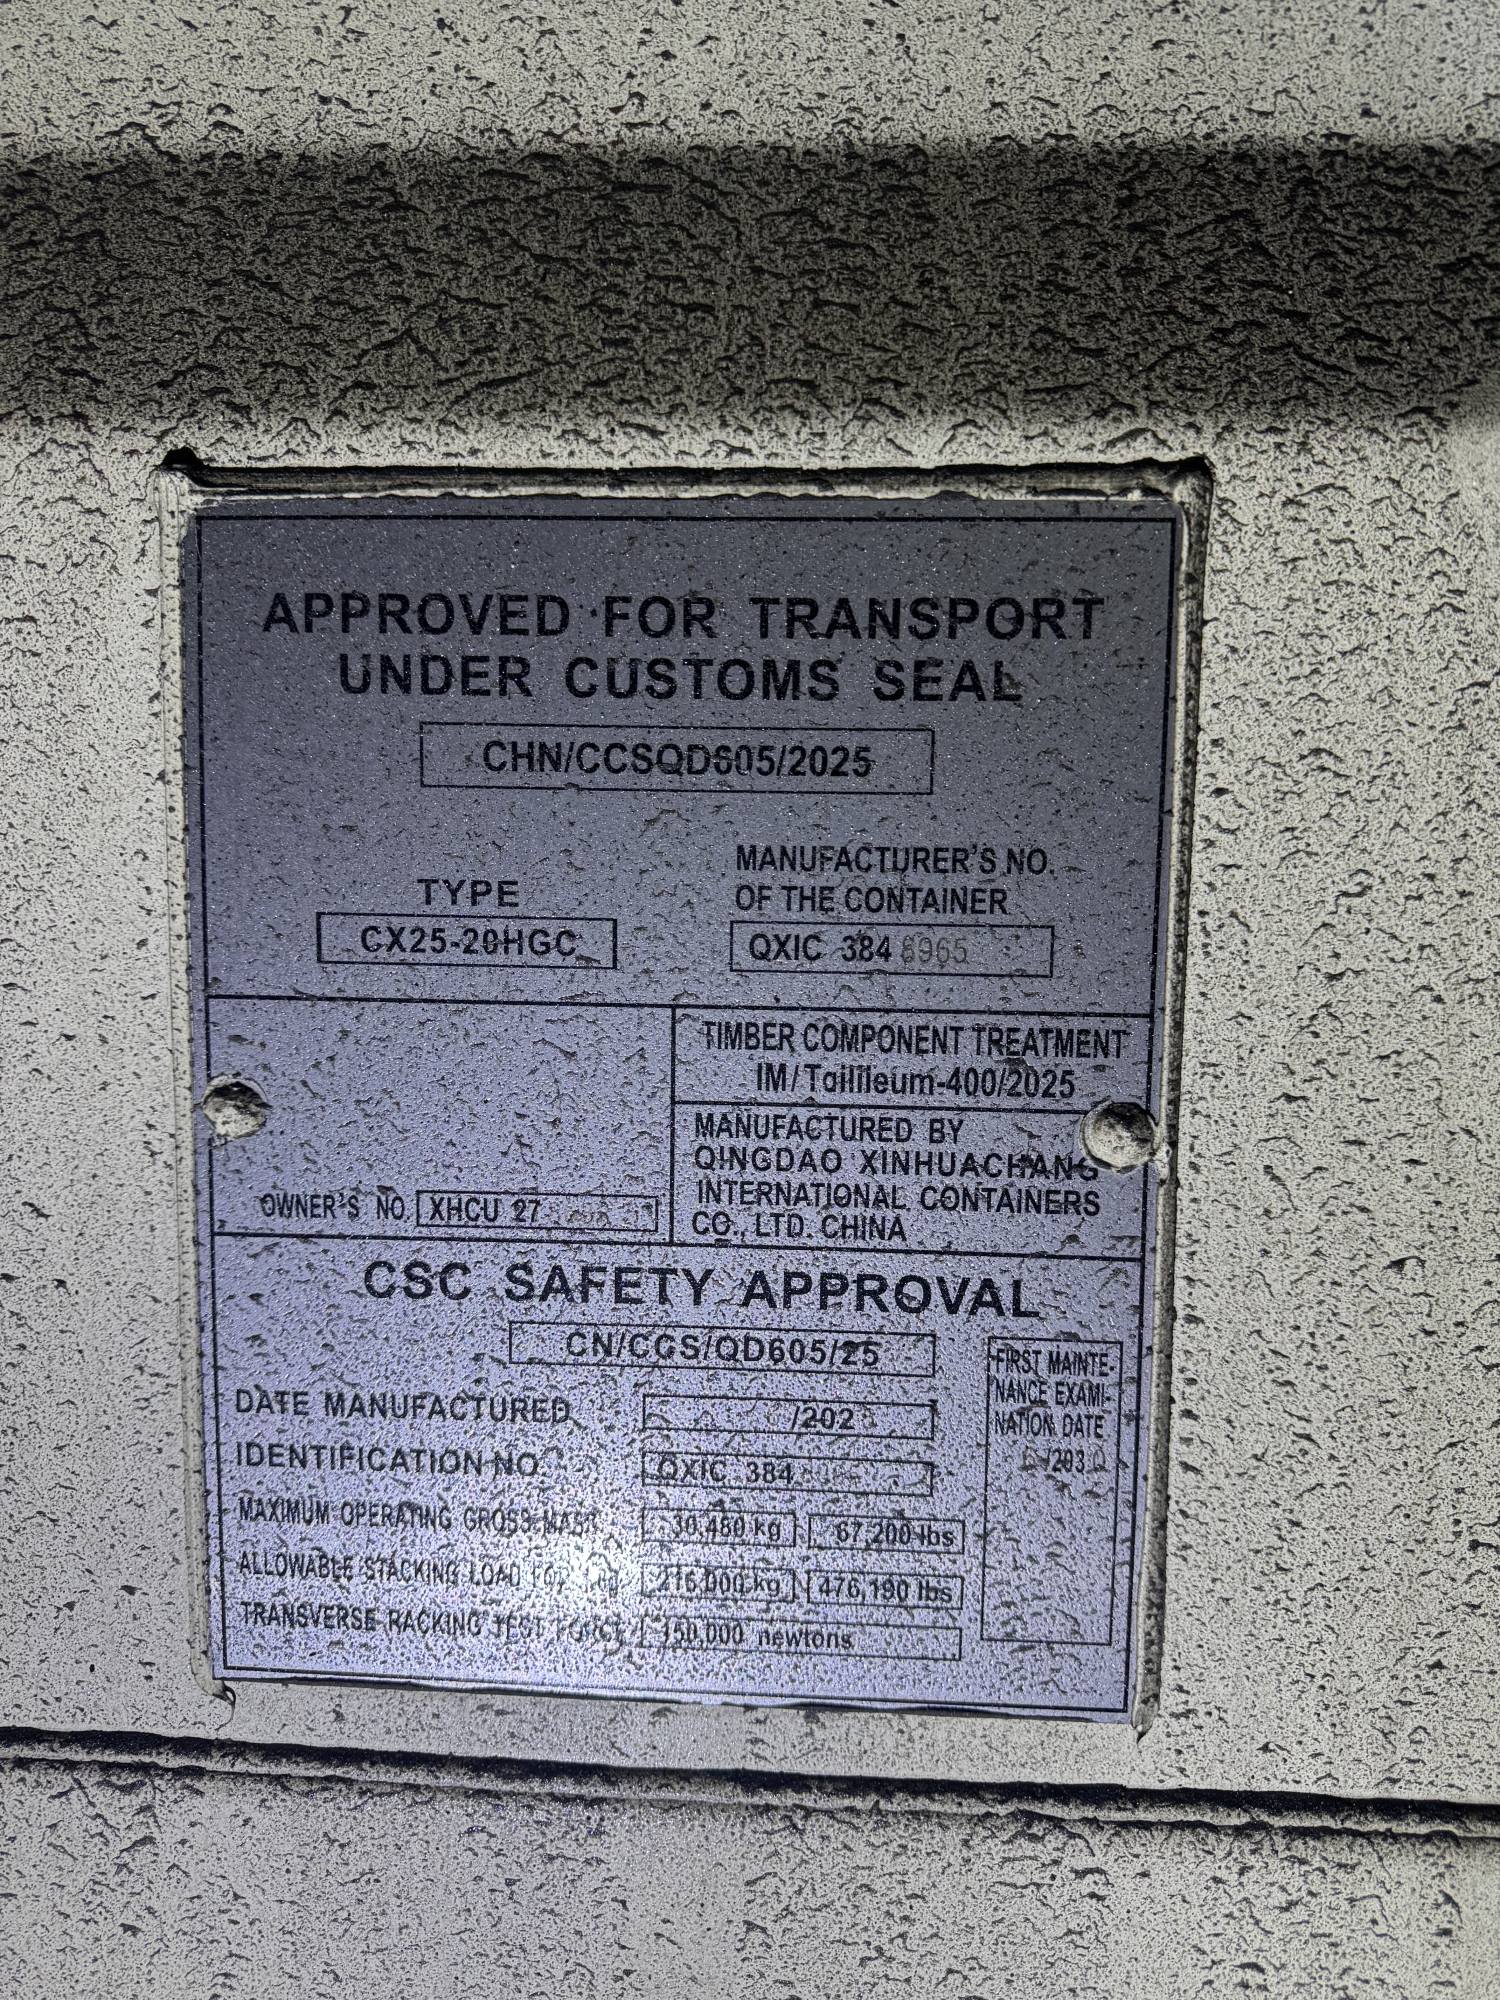 APPROVED FOR TRANSPORT
UNDER CUSTOMS SEAL
CHN/CCSQD605/2025
TYPE
CX25-20HGC
MANUFACTURER'S NO.
OF THE CONTAINER
QXIC 384 6965
TIMBER COMPONENT TREATMENT
IM/Tailileum-400/2025
MANUFACTURED BY
QINGDAO XINHUACHANG
INTERNATIONAL CONTAINERS
CO., LTD. CHINA
OWNER'S NO. XHCU 27
CSC SAFETY APPROVAL
CN/CCS/QD605/25
DATE MANUFACTURED /202
IDENTIFICATION NO. QXIC 384
MAXIMUM OPERATING GROSS MASS 30,480 kg 67,200 lbs
ALLOWABLE STACKING LOAD FOR 1.8g 216,000 kg 476,190 lbs
TRANSVERSE RACKING TEST FORCE 150,000 newtons
FIRST MAINTE-
NANCE EXAMI-
NATION DATE
/2030